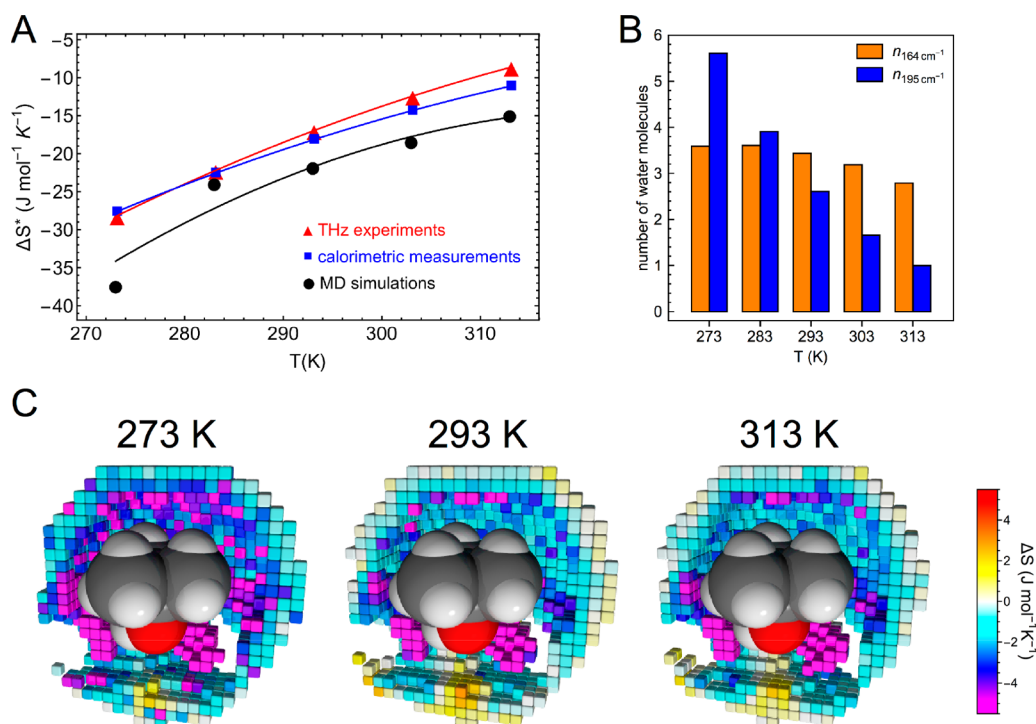 A
ΔS* (J mol⁻¹ K⁻¹)
−5
−10
−15
−20
−25
−30
−35
−40
270
280
290
300
310
T(K)
THz experiments
calorimetric measurements
MD simulations
B
number of water molecules
6
5
4
3
2
1
0
n164 cm⁻¹
n195 cm⁻¹
273
283
293
303
313
T (K)
C
273 K
293 K
313 K
4
2
0
−2
−4
ΔS (J mol⁻¹K⁻¹)